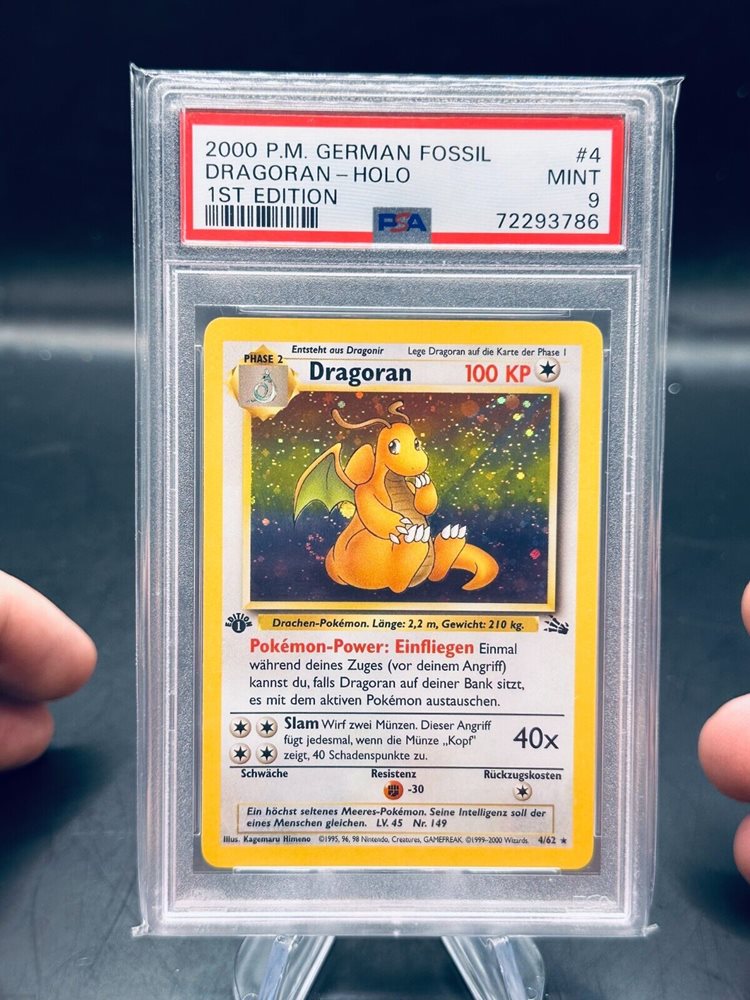 2000 P.M. GERMAN FOSSIL #4
DRAGORAN - HOLO MINT
1ST EDITION 9
PSA 72293786
Entsteht aus Dragonir Lege Dragoran auf die Karte der Phase 1
PHASE 2
Dragoran 100 KP
Drachen-Pokémon. Länge: 2,2 m, Gewicht: 210 kg.
EDITION 1
Pokémon-Power: Einfliegen Einmal
während deines Zuges (vor deinem Angriff)
kannst du, falls Dragoran auf deiner Bank sitzt,
es mit dem aktiven Pokémon austauschen.
Slam Wirf zwei Münzen. Dieser Angriff
fügt jedesmal, wenn die Münze „Kopf"
zeigt, 40 Schadenspunkte zu.
40x
Schwäche Resistenz Rückzugskosten
-30
Ein höchst seltenes Meeres-Pokémon. Seine Intelligenz soll der
eines Menschen gleichen. LV. 45 Nr. 149
Illus. Kagemaru Himeno ©1995, 96, 98 Nintendo, Creatures, GAMEFREAK. ©1999-2000 Wizards. 4/62 ★